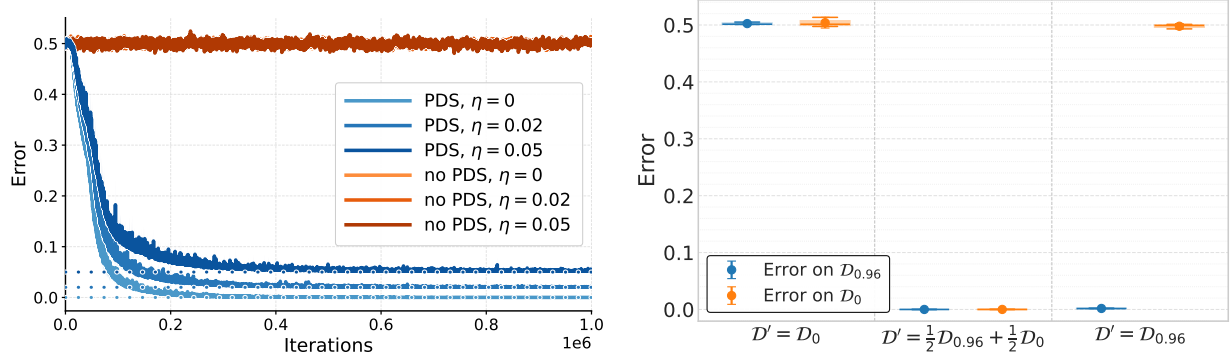 Error
0.5
0.4
0.3
0.2
0.1
0.0
0.0
0.2
0.4
0.6
0.8
1.0
1e6
Iterations
PDS, η = 0
PDS, η = 0.02
PDS, η = 0.05
no PDS, η = 0
no PDS, η = 0.02
no PDS, η = 0.05
Error
0.5
0.4
0.3
0.2
0.1
0.0
Error on 𝒟₀.₉₆
Error on 𝒟₀
𝒟′ = 𝒟₀
𝒟′ = ½𝒟₀.₉₆ + ½𝒟₀
𝒟′ = 𝒟₀.₉₆